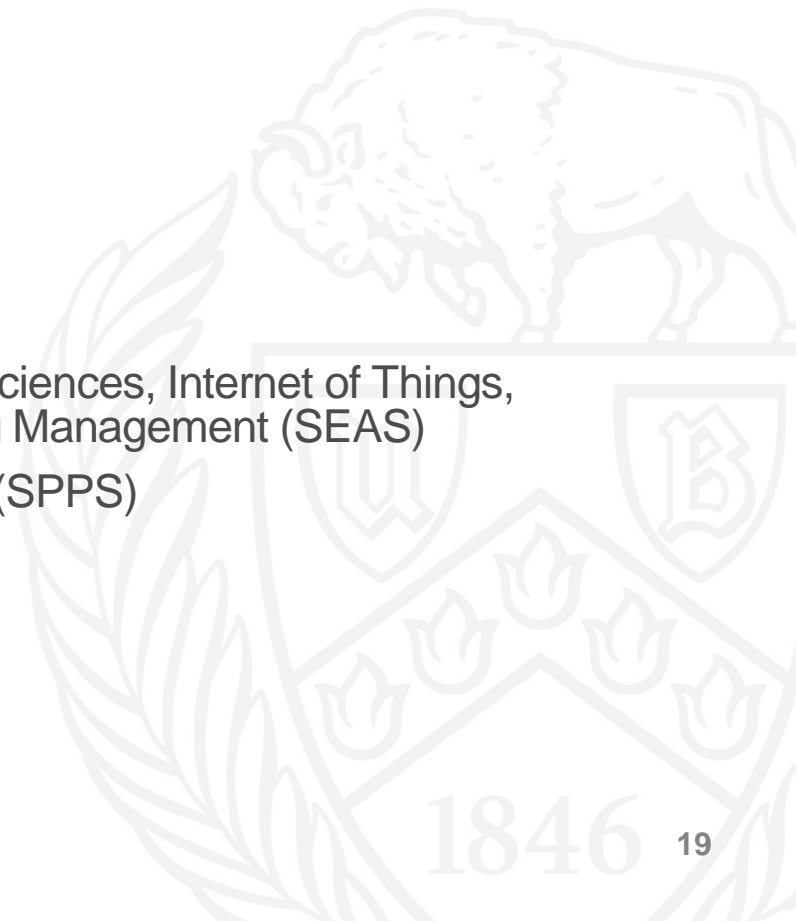 ciences, Internet of Things,
Management (SEAS)
(SPPS)
U B
1846
19